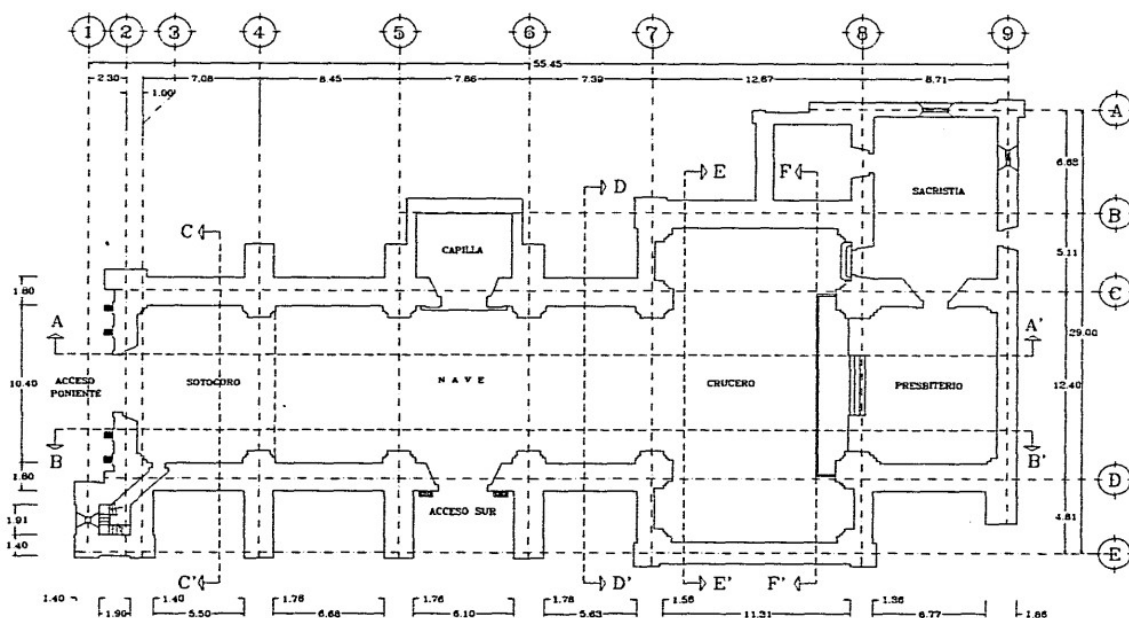 1 2 3 4 5 6 7 8 9
55.45
2.30 7.08 8.45 7.86 7.39 12.67 8.71
1.00
A
6.63
E F
D
SACRISTIA
B
C
CAPILLA
5.11
1.80
C
A A'
29.00
ACCESO PONIENTE
10.40
SOTOCORO
N A V E
CRUCERO
PRESBITERIO
12.40
B B'
1.80
D
ACCESO SUR
1.91
4.81
1.40
E
C' D' E' F'
1.40 1.40 1.76 1.76 1.78 1.56 1.36
1.90 5.50 6.68 6.10 5.63 11.31 6.77 1.86